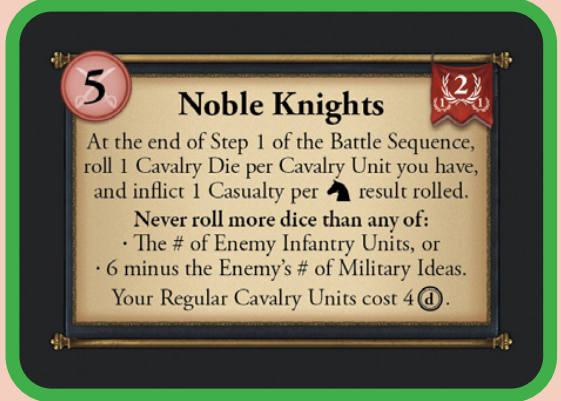 5
2
1 1
Noble Knights
At the end of Step 1 of the Battle Sequence,
roll 1 Cavalry Die per Cavalry Unit you have,
and inflict 1 Casualty per result rolled.
Never roll more dice than any of:
· The # of Enemy Infantry Units, or
· 6 minus the Enemy's # of Military Ideas.
Your Regular Cavalry Units cost 4 d.